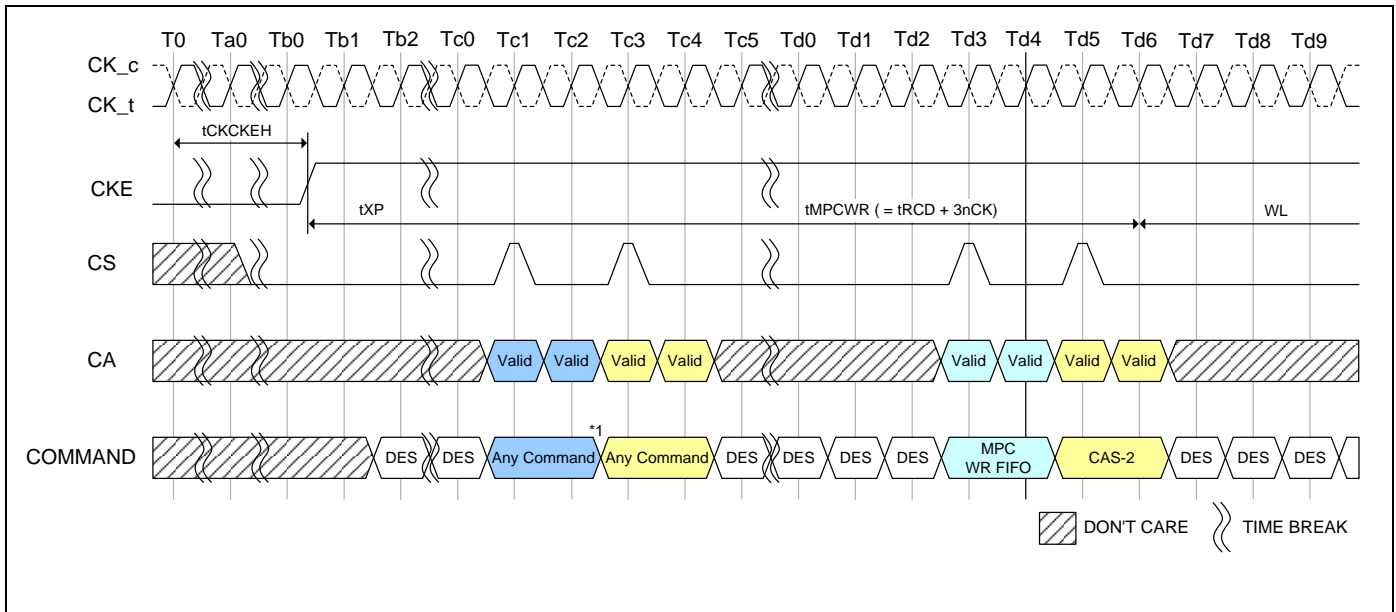 T0 Ta0 Tb0 Tb1 Tb2 Tc0 Tc1 Tc2 Tc3 Tc4 Tc5 Td0 Td1 Td2 Td3 Td4 Td5 Td6 Td7 Td8 Td9
CK_c
CK_t
tCKCKEH
CKE
tXP tMPCWR ( = tRCD + 3nCK) WL
CS
CA Valid Valid Valid Valid Valid Valid Valid Valid
*1
COMMAND DES DES Any Command Any Command DES DES DES DES MPC WR FIFO CAS-2 DES DES DES
DON'T CARE TIME BREAK